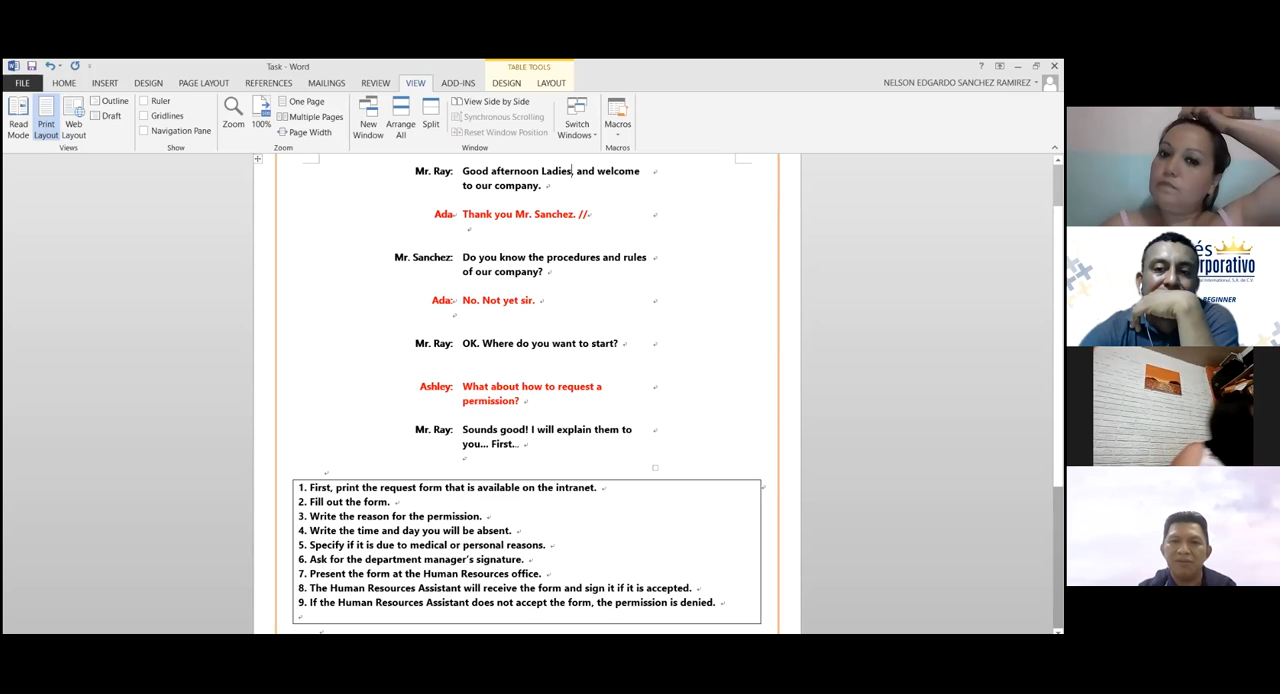 Task - Word
TABLE TOOLS
FILE HOME INSERT DESIGN PAGE LAYOUT REFERENCES MAILINGS REVIEW VIEW ADD-INS DESIGN LAYOUT
NELSON EDGARDO SANCHEZ RAMIREZ
Read Mode
Print Layout
Web Layout
Outline
Draft
Views
Ruler
Gridlines
Navigation Pane
Show
Zoom
100%
One Page
Multiple Pages
Page Width
Zoom
New Window
Arrange All
Split
View Side by Side
Synchronous Scrolling
Reset Window Position
Window
Switch Windows
Macros
Macros
Mr. Ray: Good afternoon Ladies, and welcome
to our company.
Ada Thank you Mr. Sanchez. //
Mr. Sanchez: Do you know the procedures and rules
of our company?
Ada: No. Not yet sir.
Mr. Ray: OK. Where do you want to start?
Ashley: What about how to request a
permission?
Mr. Ray: Sounds good! I will explain them to
you... First..
1. First, print the request form that is available on the intranet.
2. Fill out the form.
3. Write the reason for the permission.
4. Write the time and day you will be absent.
5. Specify if it is due to medical or personal reasons.
6. Ask for the department manager's signature.
7. Present the form at the Human Resources office.
8. The Human Resources Assistant will receive the form and sign it if it is accepted.
9. If the Human Resources Assistant does not accept the form, the permission is denied.
és
rporativo
International, S.A. de C.V.
BEGINNER